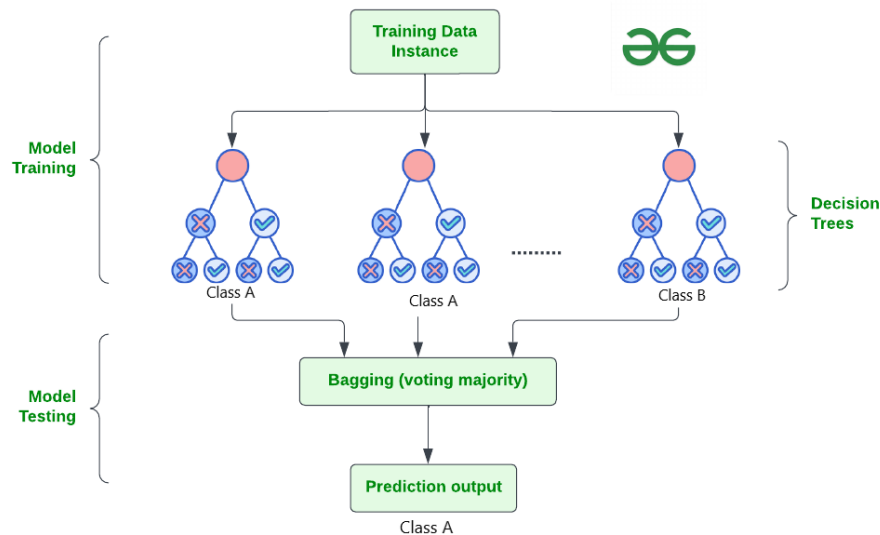 Training Data
Instance
Model
Training
Decision
Trees
.........
Class A
Class A
Class B
Bagging (voting majority)
Model
Testing
Prediction output
Class A